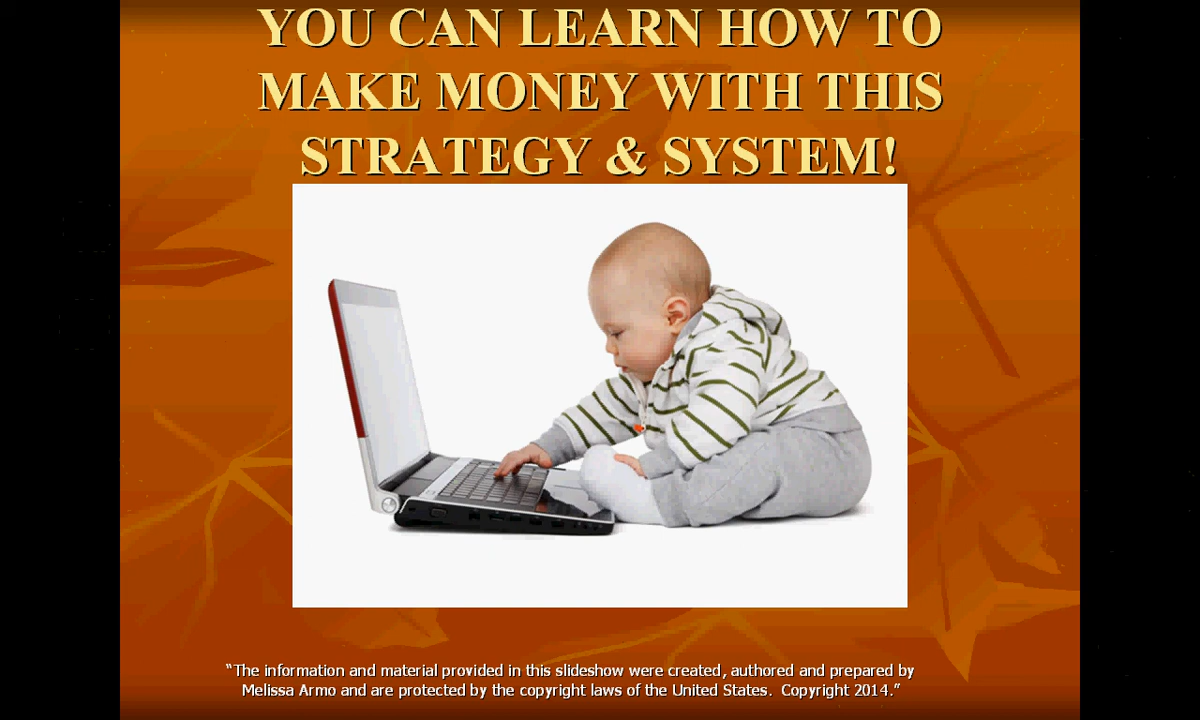 YOU CAN LEARN HOW TO
MAKE MONEY WITH THIS
STRATEGY & SYSTEM!
“The information and material provided in this slideshow were created, authored and prepared by
Melissa Armo and are protected by the copyright laws of the United States.  Copyright 2014.”